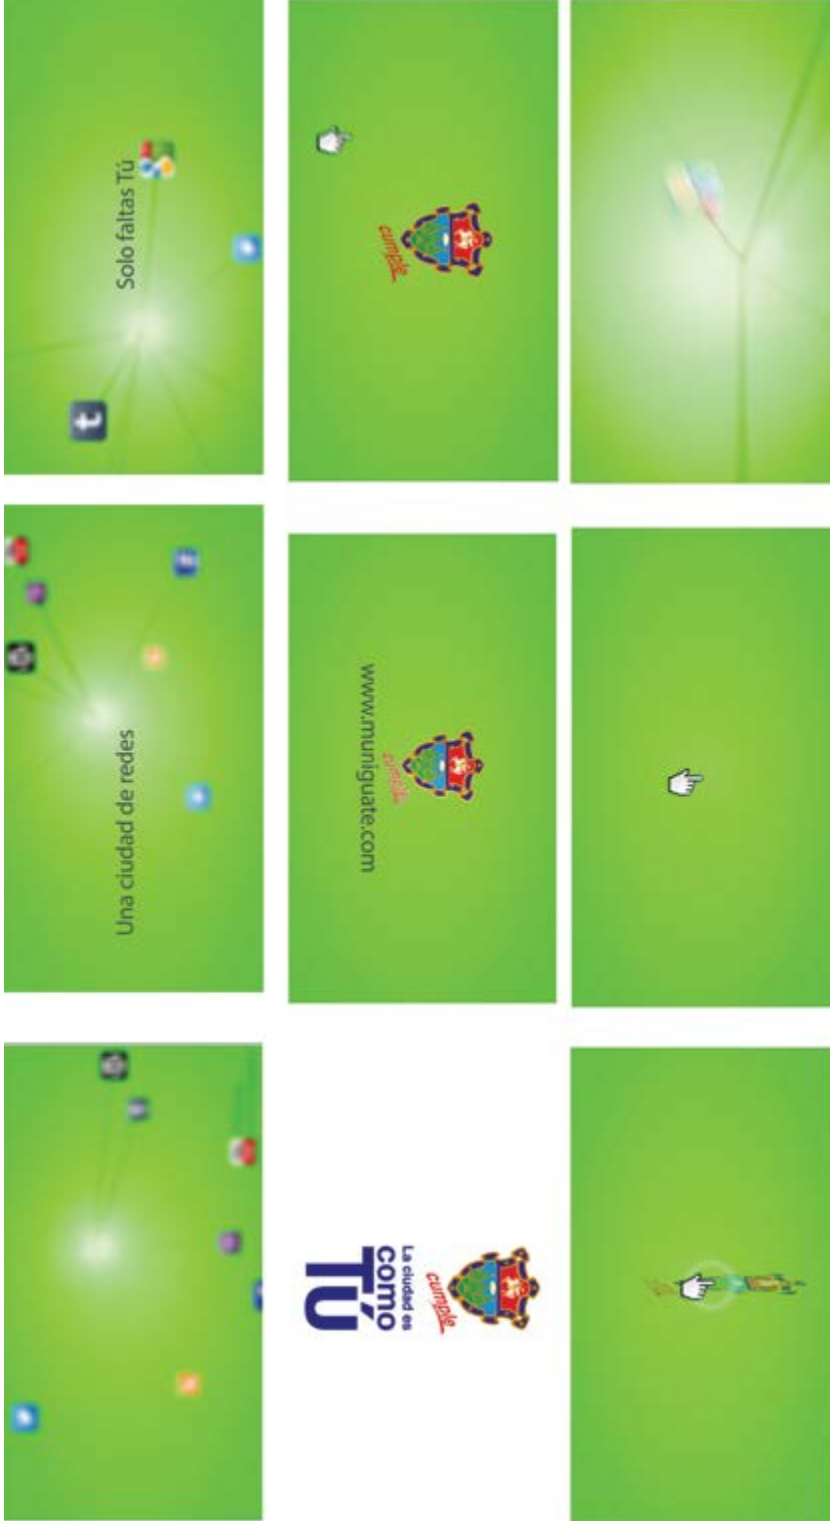 Una ciudad de redes
Solo faltas Tú
t
cumple
cumple
www.muniguate.com
cumple
La ciudad es
como
TÚ